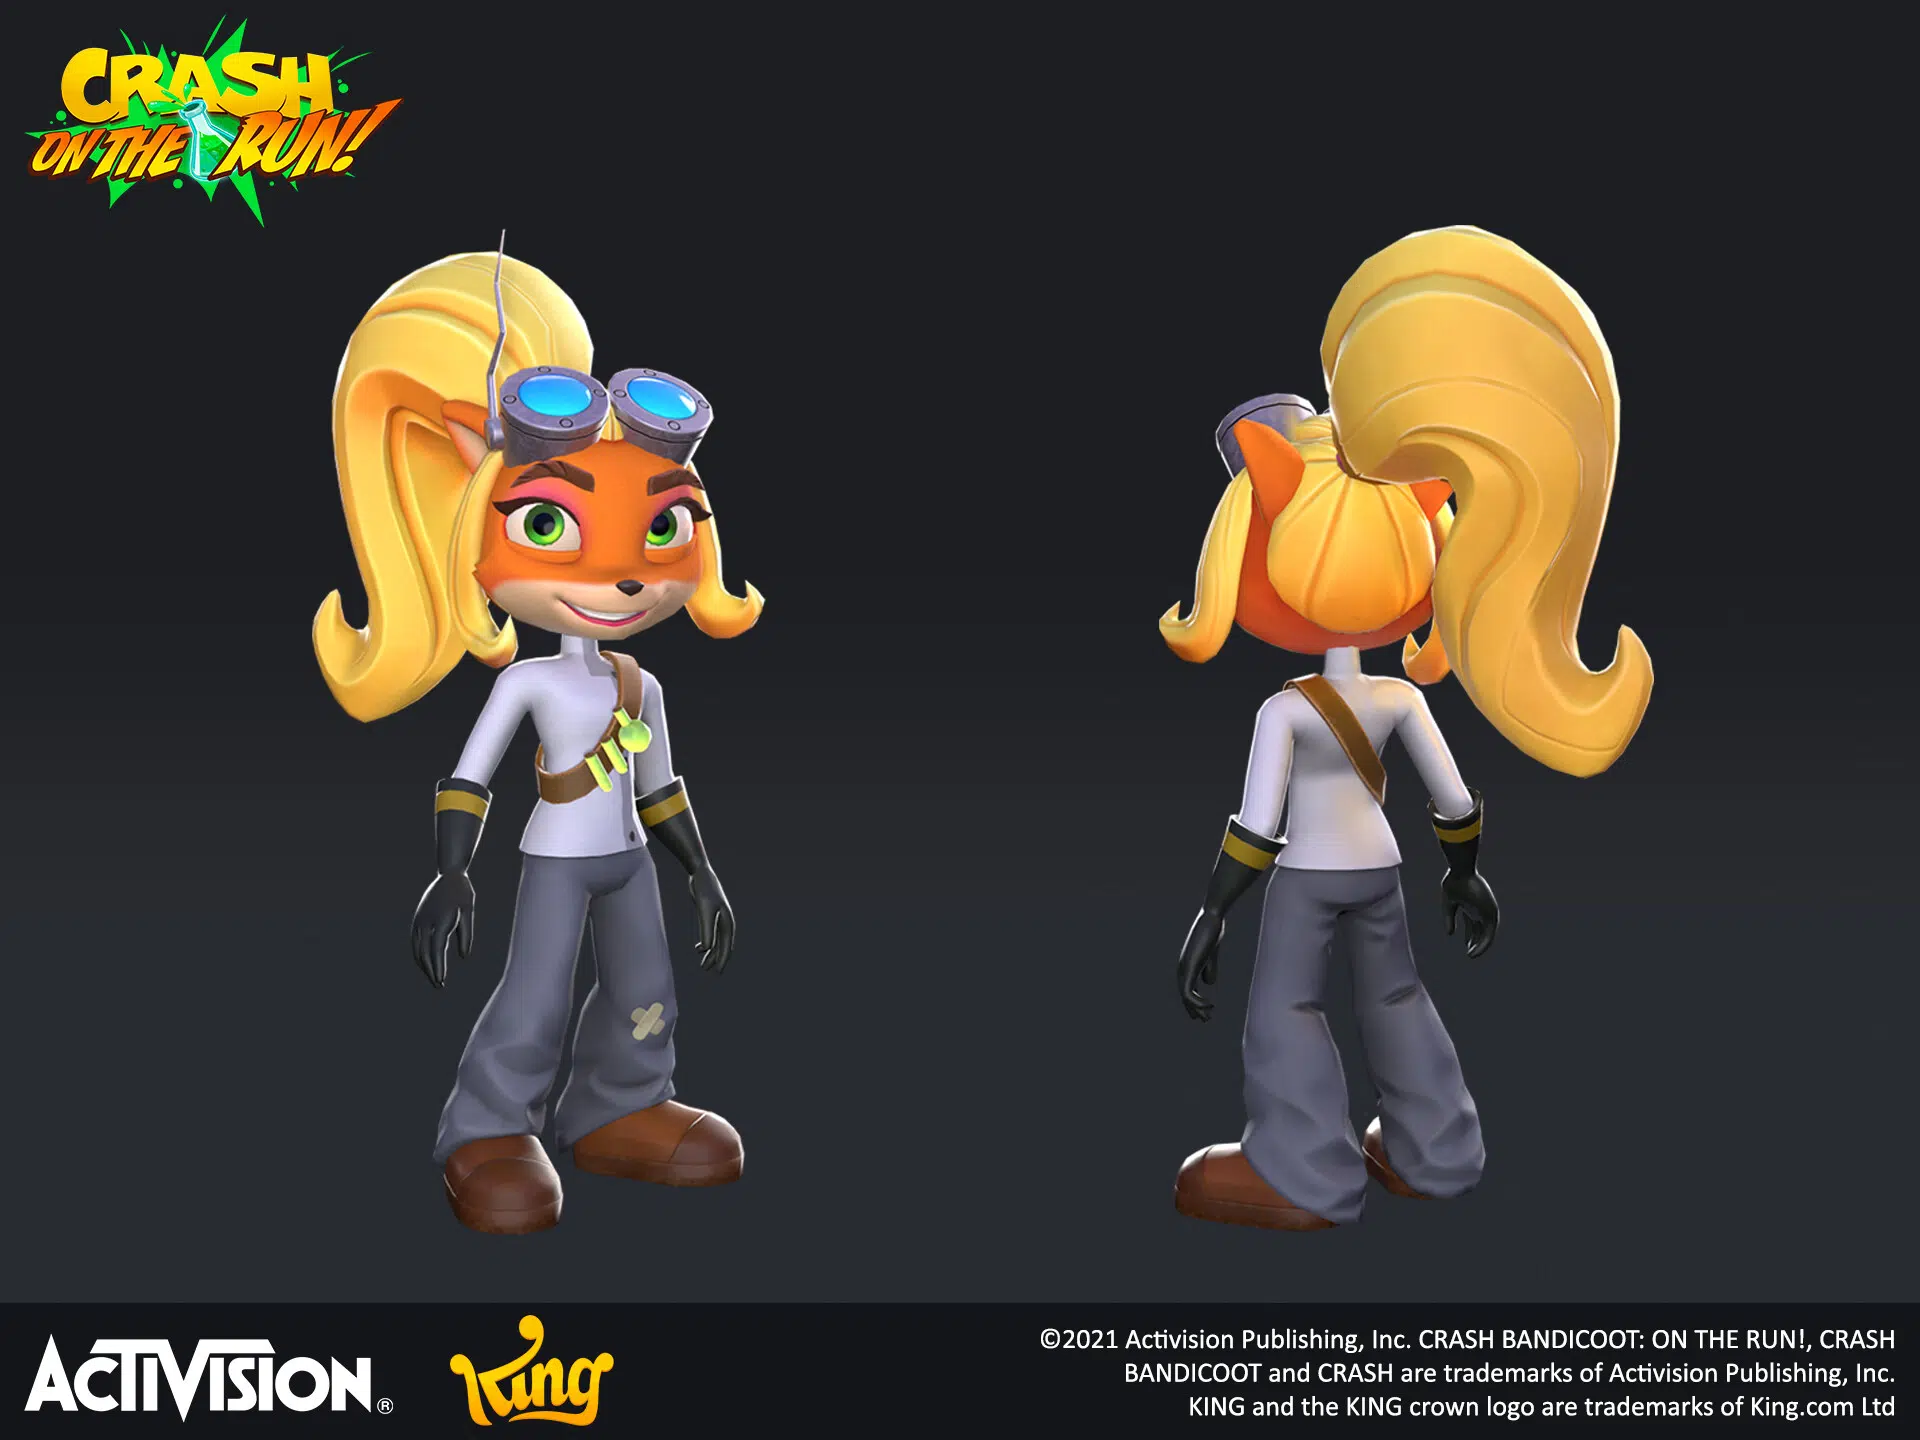 CRASH
ON THE RUN!
ACTIVISION®
King
©2021 Activision Publishing, Inc. CRASH BANDICOOT: ON THE RUN!, CRASH
BANDICOOT and CRASH are trademarks of Activision Publishing, Inc.
KING and the KING crown logo are trademarks of King.com Ltd